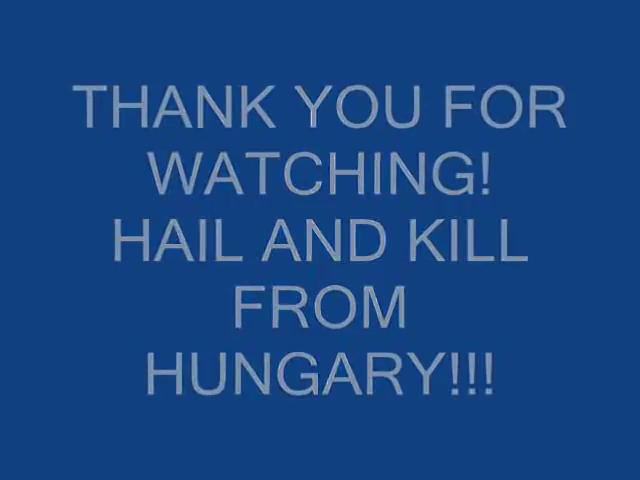 THANK YOU FOR
WATCHING!
HAIL AND KILL
FROM
HUNGARY!!!